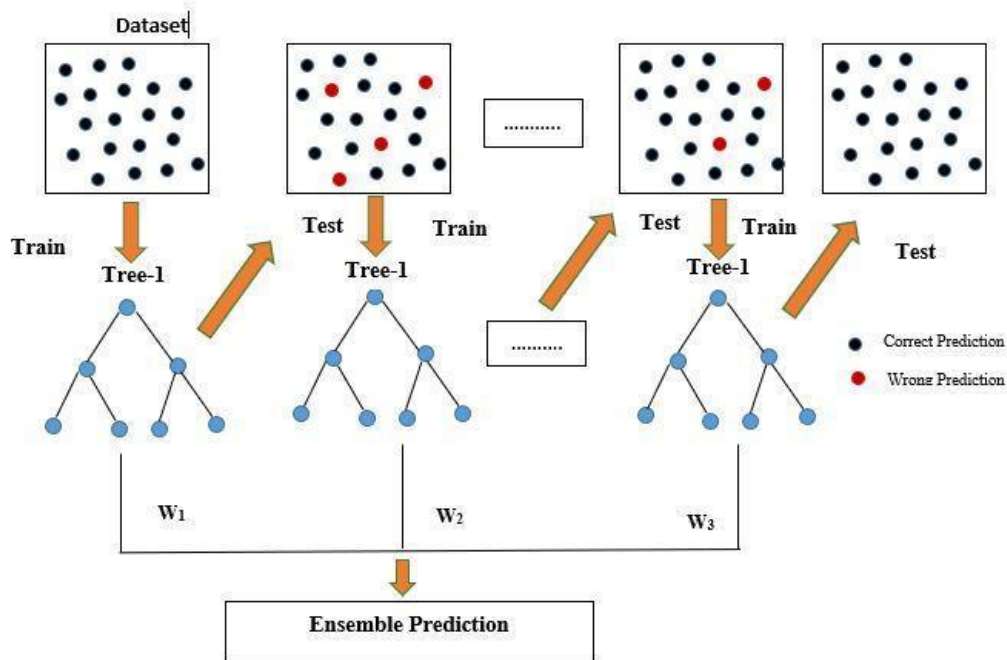 Dataset
...........
Train
Test
Train
Test
Train
Test
Tree-1
Tree-1
Tree-1
..........
Correct Prediction
Wrong Prediction
W1
W2
W3
Ensemble Prediction